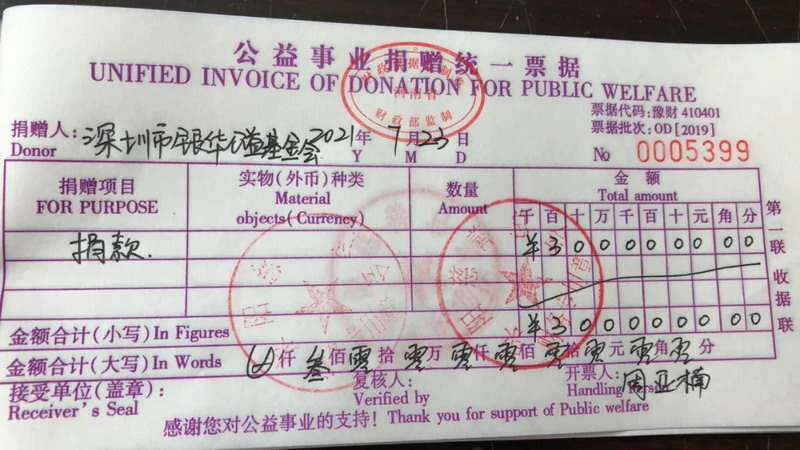 公益事业捐赠统一票据
UNIFIED INVOICE OF DONATION FOR PUBLIC WELFARE
财政部监制
票据代码:豫财 410401
票据批次:OD[2019]
捐赠人:深圳市银华公益基金会 2021年 7月 23日
Donor Y M D
№ 0005399
捐赠项目 实物(外币)种类 数量 金额
FOR PURPOSE Material objects(Currency) Amount Total amount
千 百 十 万 千 百 十 元 角 分
捐款 ¥ 3 0 0 0 0 0 0 0 0
金额合计(小写)In Figures ¥ 3 0 0 0 0 0 0 0 0
金额合计(大写)In Words 仟 叁 佰 零 拾 零 万 零 仟 零 佰 零 拾 零 元 零 角 零 分
接受单位(盖章): 复核人: 开票人: 周亚楠
Receiver's Seal Verified by Handling
感谢您对公益事业的支持! Thank you for support of Public welfare
第一联 收据联